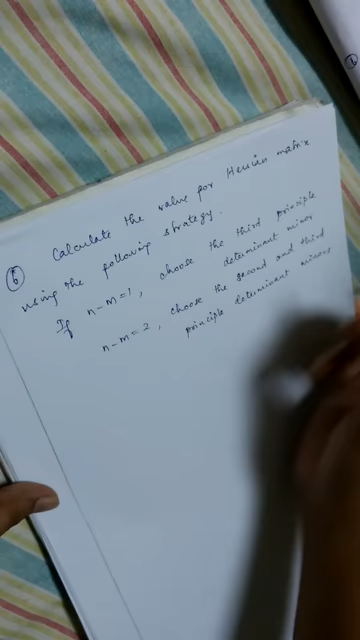 ⑥ Calculate the value for Hessian matrix
using the following strategy.
If n-m=1, choose the third principle
determinant minor
n-m=2, choose the second and third
principle determinant minors